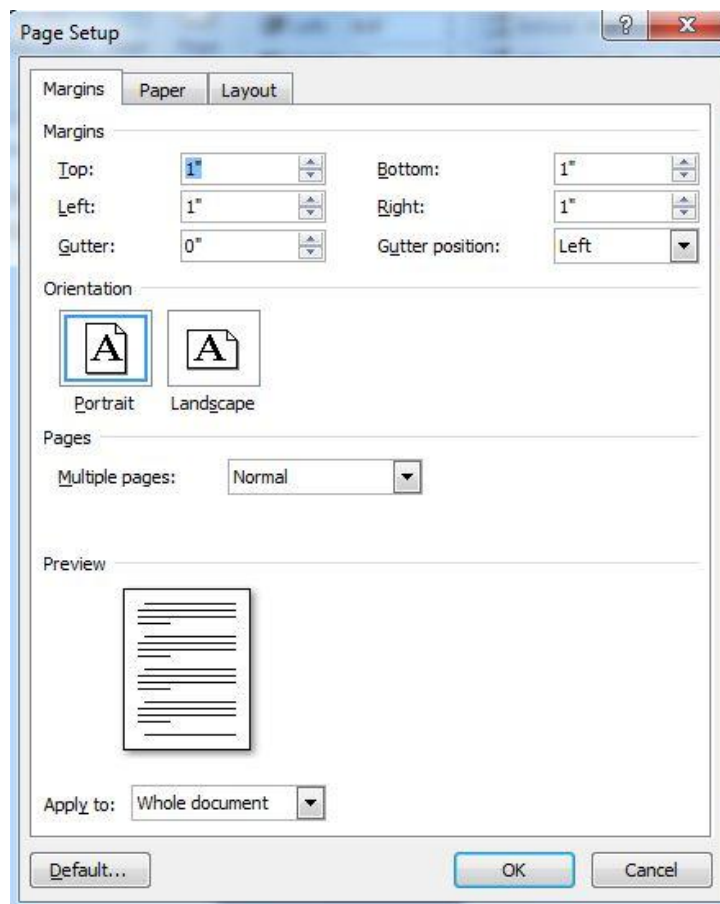 Page Setup
Margins Paper Layout
Margins
Top: 1" Bottom: 1"
Left: 1" Right: 1"
Gutter: 0" Gutter position: Left
Orientation
A A
Portrait Landscape
Pages
Multiple pages: Normal
Preview
Apply to: Whole document
Default... OK Cancel